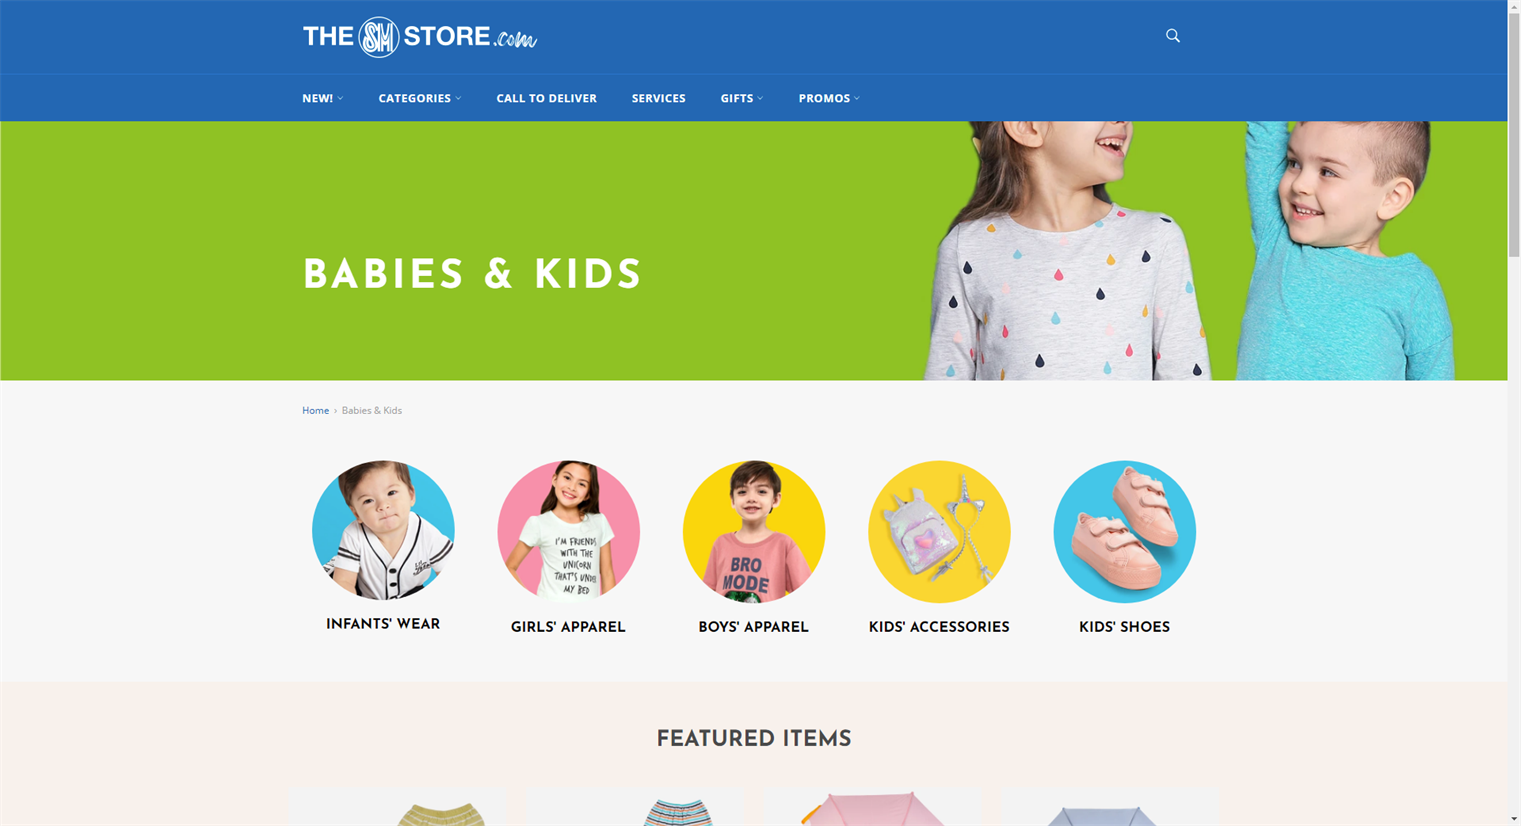 THE SM STORE.com
NEW!
CATEGORIES
CALL TO DELIVER
SERVICES
GIFTS
PROMOS
BABIES & KIDS
Home › Babies & Kids
I'M FRIENDS
WITH THE
UNICORN
THAT'S UNDER
MY BED
BRO
MODE
INFANTS' WEAR
GIRLS' APPAREL
BOYS' APPAREL
KIDS' ACCESSORIES
KIDS' SHOES
FEATURED ITEMS